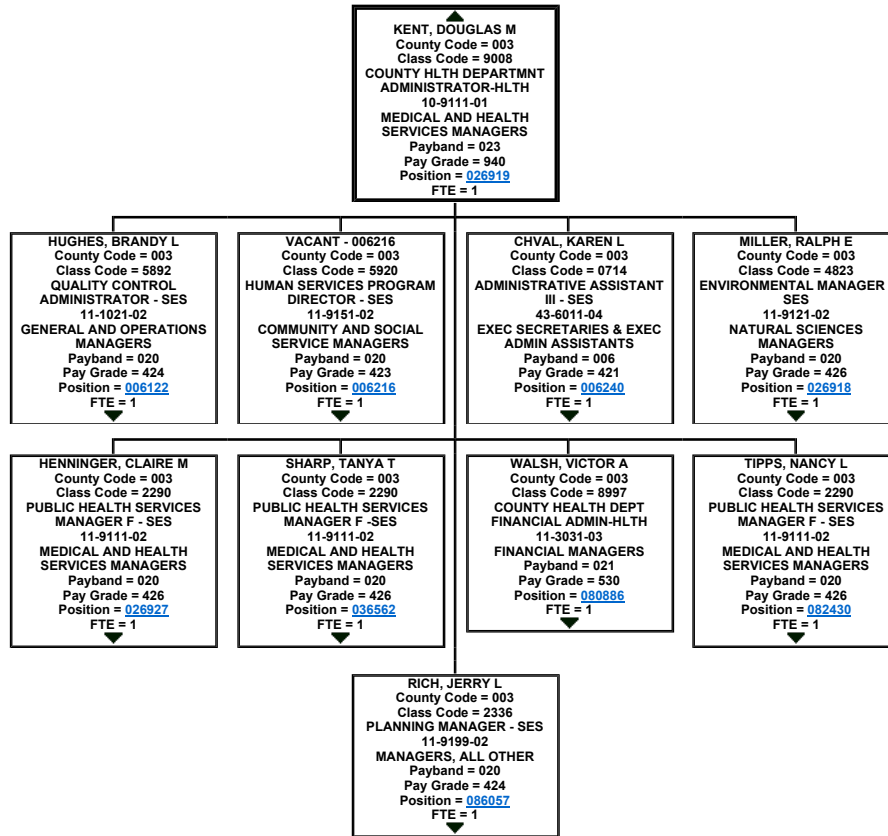 KENT, DOUGLAS M
County Code = 003
Class Code = 9008
COUNTY HLTH DEPARTMNT
ADMINISTRATOR-HLTH
10-9111-01
MEDICAL AND HEALTH
SERVICES MANAGERS
Payband = 023
Pay Grade = 940
Position = 026919
FTE = 1
HUGHES, BRANDY L
County Code = 003
Class Code = 5892
QUALITY CONTROL
ADMINISTRATOR - SES
11-1021-02
GENERAL AND OPERATIONS
MANAGERS
Payband = 020
Pay Grade = 424
Position = 006122
FTE = 1
VACANT - 006216
County Code = 003
Class Code = 5920
HUMAN SERVICES PROGRAM
DIRECTOR - SES
11-9151-02
COMMUNITY AND SOCIAL
SERVICE MANAGERS
Payband = 020
Pay Grade = 423
Position = 006216
FTE = 1
CHVAL, KAREN L
County Code = 003
Class Code = 0714
ADMINISTRATIVE ASSISTANT
III - SES
43-6011-04
EXEC SECRETARIES & EXEC
ADMIN ASSISTANTS
Payband = 006
Pay Grade = 421
Position = 006240
FTE = 1
MILLER, RALPH E
County Code = 003
Class Code = 4823
ENVIRONMENTAL MANAGER
SES
11-9121-02
NATURAL SCIENCES
MANAGERS
Payband = 020
Pay Grade = 426
Position = 026918
FTE = 1
HENNINGER, CLAIRE M
County Code = 003
Class Code = 2290
PUBLIC HEALTH SERVICES
MANAGER F - SES
11-9111-02
MEDICAL AND HEALTH
SERVICES MANAGERS
Payband = 020
Pay Grade = 426
Position = 026927
FTE = 1
SHARP, TANYA T
County Code = 003
Class Code = 2290
PUBLIC HEALTH SERVICES
MANAGER F -SES
11-9111-02
MEDICAL AND HEALTH
SERVICES MANAGERS
Payband = 020
Pay Grade = 426
Position = 036562
FTE = 1
WALSH, VICTOR A
County Code = 003
Class Code = 8997
COUNTY HEALTH DEPT
FINANCIAL ADMIN-HLTH
11-3031-03
FINANCIAL MANAGERS
Payband = 021
Pay Grade = 530
Position = 080886
FTE = 1
TIPPS, NANCY L
County Code = 003
Class Code = 2290
PUBLIC HEALTH SERVICES
MANAGER F - SES
11-9111-02
MEDICAL AND HEALTH
SERVICES MANAGERS
Payband = 020
Pay Grade = 426
Position = 082430
FTE = 1
RICH, JERRY L
County Code = 003
Class Code = 2336
PLANNING MANAGER - SES
11-9199-02
MANAGERS, ALL OTHER
Payband = 020
Pay Grade = 424
Position = 086057
FTE = 1